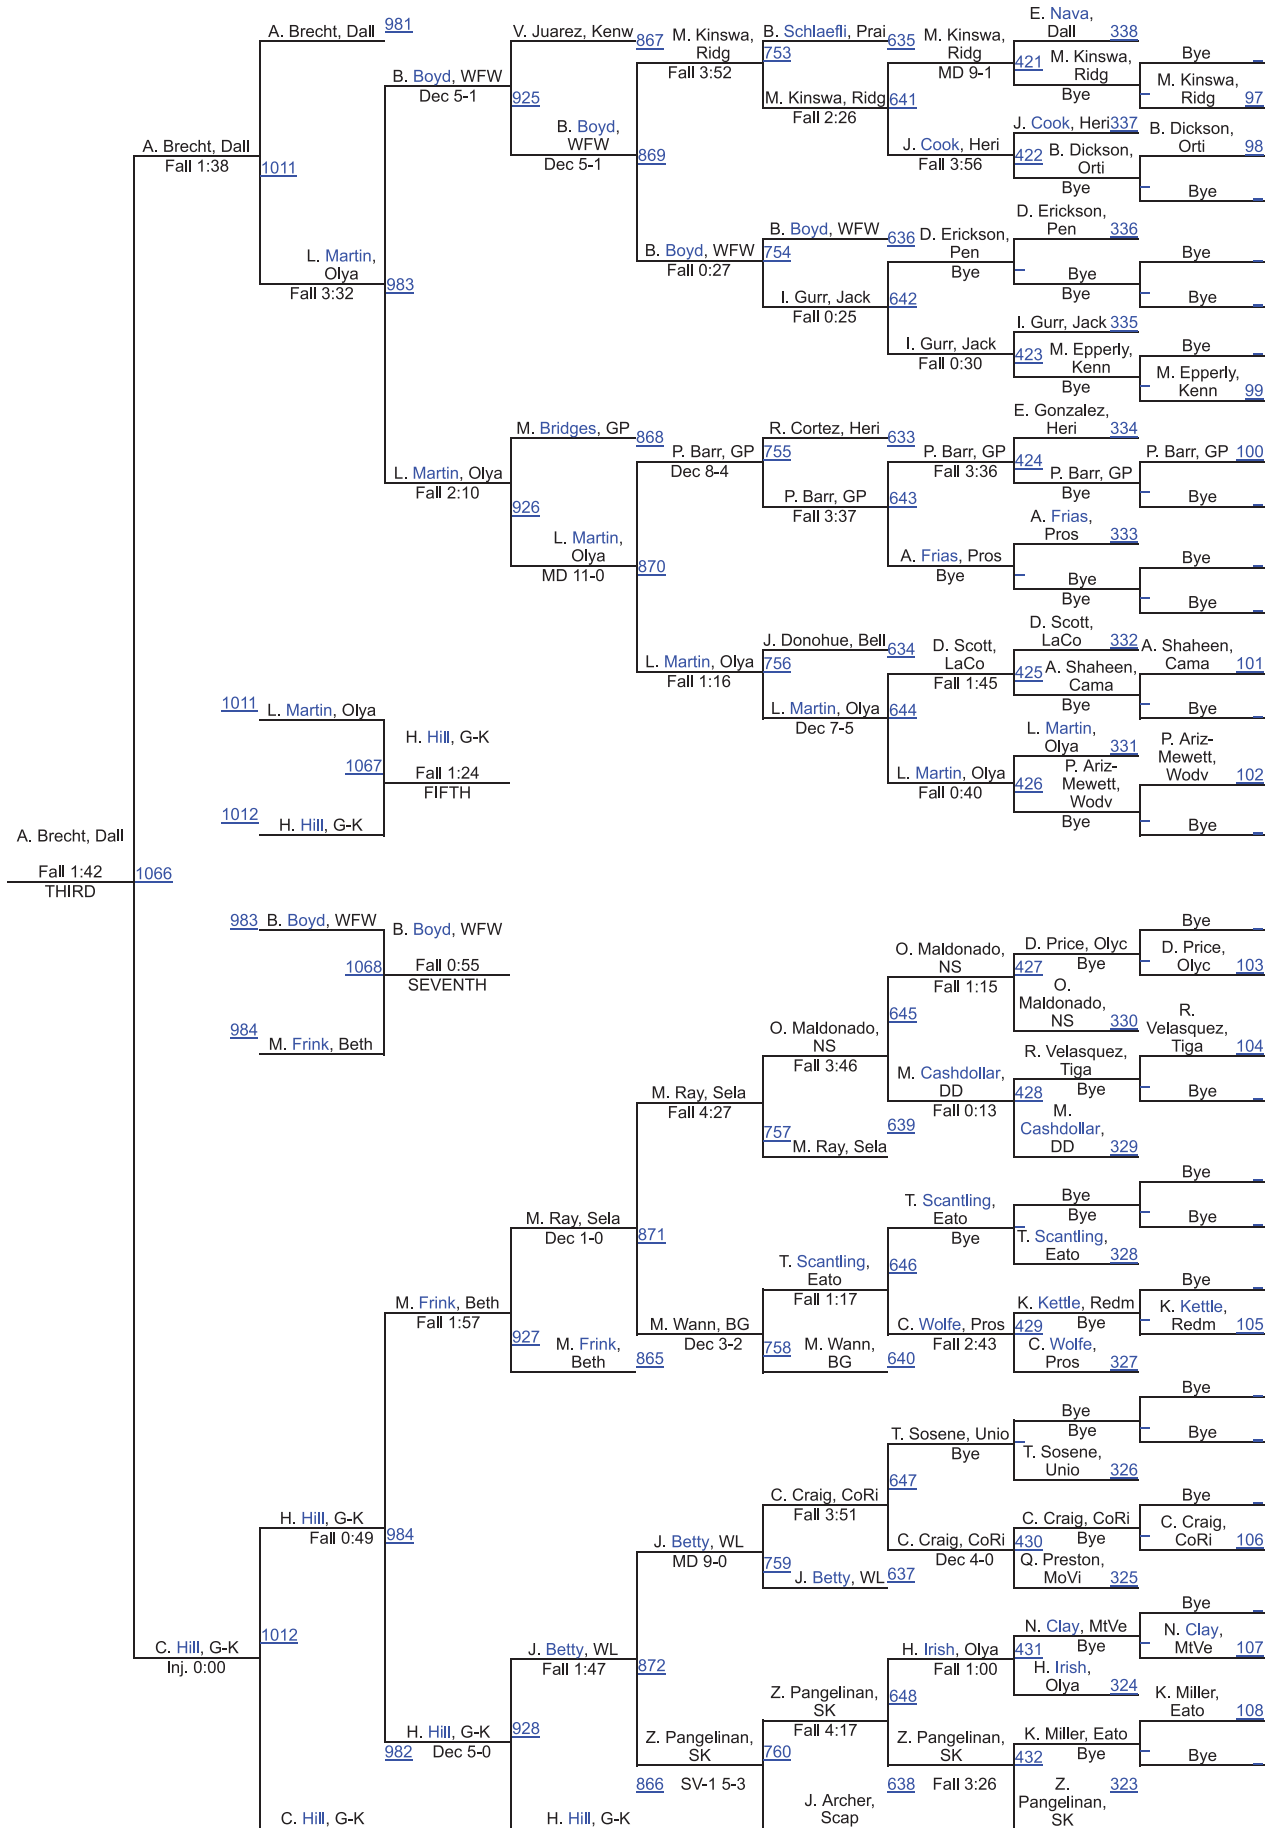 A. Brecht, Dall 981
V. Juarez, Kenw 867
M. Kinswa,
Ridg
Fall 3:52
B. Schlaefli, Prai 635
753
M. Kinswa,
Ridg
MD 9-1
E. Nava,
Dall 338
421 M. Kinswa,
Ridg
Bye
Bye
M. Kinswa,
Ridg 97
B. Boyd, WFW
Dec 5-1
925
B. Boyd,
WFW
Dec 5-1
869
M. Kinswa, Ridg 641
Fall 2:26
J. Cook, Heri
Fall 3:56
J. Cook, Heri 337
422 B. Dickson,
Orti
Bye
B. Dickson,
Orti 98
Bye
A. Brecht, Dall
Fall 1:38
1011
L. Martin,
Olya
Fall 3:32
983
B. Boyd, WFW
Fall 0:27
B. Boyd, WFW 636
754
D. Erickson,
Pen
Bye
D. Erickson,
Pen 336
Bye
Bye
Bye
Bye
I. Gurr, Jack
Fall 0:25
642
I. Gurr, Jack
Fall 0:30
I. Gurr, Jack 335
423 M. Epperly,
Kenn
Bye
Bye
M. Epperly,
Kenn 99
M. Bridges, GP 868
P. Barr, GP
Dec 8-4
R. Cortez, Heri 633
755
P. Barr, GP
Fall 3:36
E. Gonzalez,
Heri 334
424
P. Barr, GP
Bye
P. Barr, GP 100
Bye
L. Martin, Olya
Fall 2:10
926
L. Martin,
Olya
MD 11-0
870
P. Barr, GP
Fall 3:37
643
A. Frias, Pros
Bye
A. Frias,
Pros 333
Bye
Bye
Bye
Bye
L. Martin, Olya
Fall 1:16
J. Donohue, Bell 634
756
D. Scott,
LaCo
Fall 1:45
D. Scott,
LaCo 332
425 A. Shaheen,
Cama
Bye
A. Shaheen,
Cama 101
Bye
L. Martin, Olya
Dec 7-5
644
L. Martin, Olya
Fall 0:40
L. Martin,
Olya 331
426 P. Ariz-
Mewett,
Wodv
Bye
P. Ariz-
Mewett,
Wodv 102
Bye
1011 L. Martin, Olya
H. Hill, G-K
1067 Fall 1:24
FIFTH
1012 H. Hill, G-K
A. Brecht, Dall
Fall 1:42 1066
THIRD
983 B. Boyd, WFW
B. Boyd, WFW
1068 Fall 0:55
SEVENTH
984 M. Frink, Beth
O. Maldonado,
NS
Fall 1:15
D. Price, Olyc
427 Bye
O.
Maldonado,
NS 330
Bye
D. Price,
Olyc 103
O. Maldonado,
NS
Fall 3:46
645
M. Cashdollar,
DD
Fall 0:13
R. Velasquez,
Tiga
428 Bye
M.
Cashdollar,
DD 329
R.
Velasquez,
Tiga 104
Bye
M. Ray, Sela
Fall 4:27
757
M. Ray, Sela
639
M. Ray, Sela
Dec 1-0
871
T. Scantling,
Eato
Bye
Bye
Bye
T. Scantling,
Eato 328
Bye
Bye
T. Scantling,
Eato
Fall 1:17
646
C. Wolfe, Pros
Fall 2:43
K. Kettle, Redm
429 Bye
C. Wolfe,
Pros 327
Bye
K. Kettle,
Redm 105
M. Frink, Beth
Fall 1:57
927 M. Frink,
Beth 865
M. Wann, BG
Dec 3-2
758 M. Wann,
BG 640
T. Sosene, Unio
Bye
Bye
Bye
T. Sosene,
Unio 326
Bye
Bye
C. Craig, CoRi
Fall 3:51
647
C. Craig, CoRi
Dec 4-0
C. Craig, CoRi
430 Bye
Q. Preston,
MoVi 325
Bye
C. Craig,
CoRi 106
H. Hill, G-K
Fall 0:49 984
J. Betty, WL
MD 9-0
759
J. Betty, WL 637
C. Hill, G-K
Inj. 0:00
1012
J. Betty, WL
Fall 1:47
872
H. Irish, Olya
Fall 1:00
N. Clay, MtVe
431 Bye
H. Irish,
Olya 324
Bye
N. Clay,
MtVe 107
Z. Pangelinan,
SK
Fall 4:17
648
Z. Pangelinan,
SK
638 Fall 3:26
K. Miller, Eato
432 Bye
Z.
Pangelinan,
SK
323
K. Miller,
Eato 108
Bye
H. Hill, G-K
982 Dec 5-0
928
Z. Pangelinan,
SK
866 SV-1 5-3
760
J. Archer,
Scap
C. Hill, G-K
H. Hill, G-K